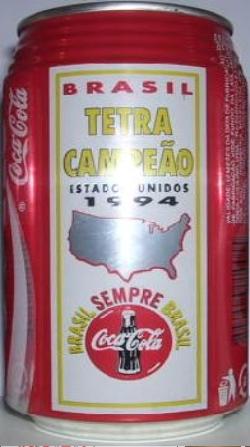 BRASIL
TETRA
CAMPEÃO
ESTADOS UNIDOS
1994
BRASIL SEMPRE BRASIL
Coca-Cola
Coca-Cola